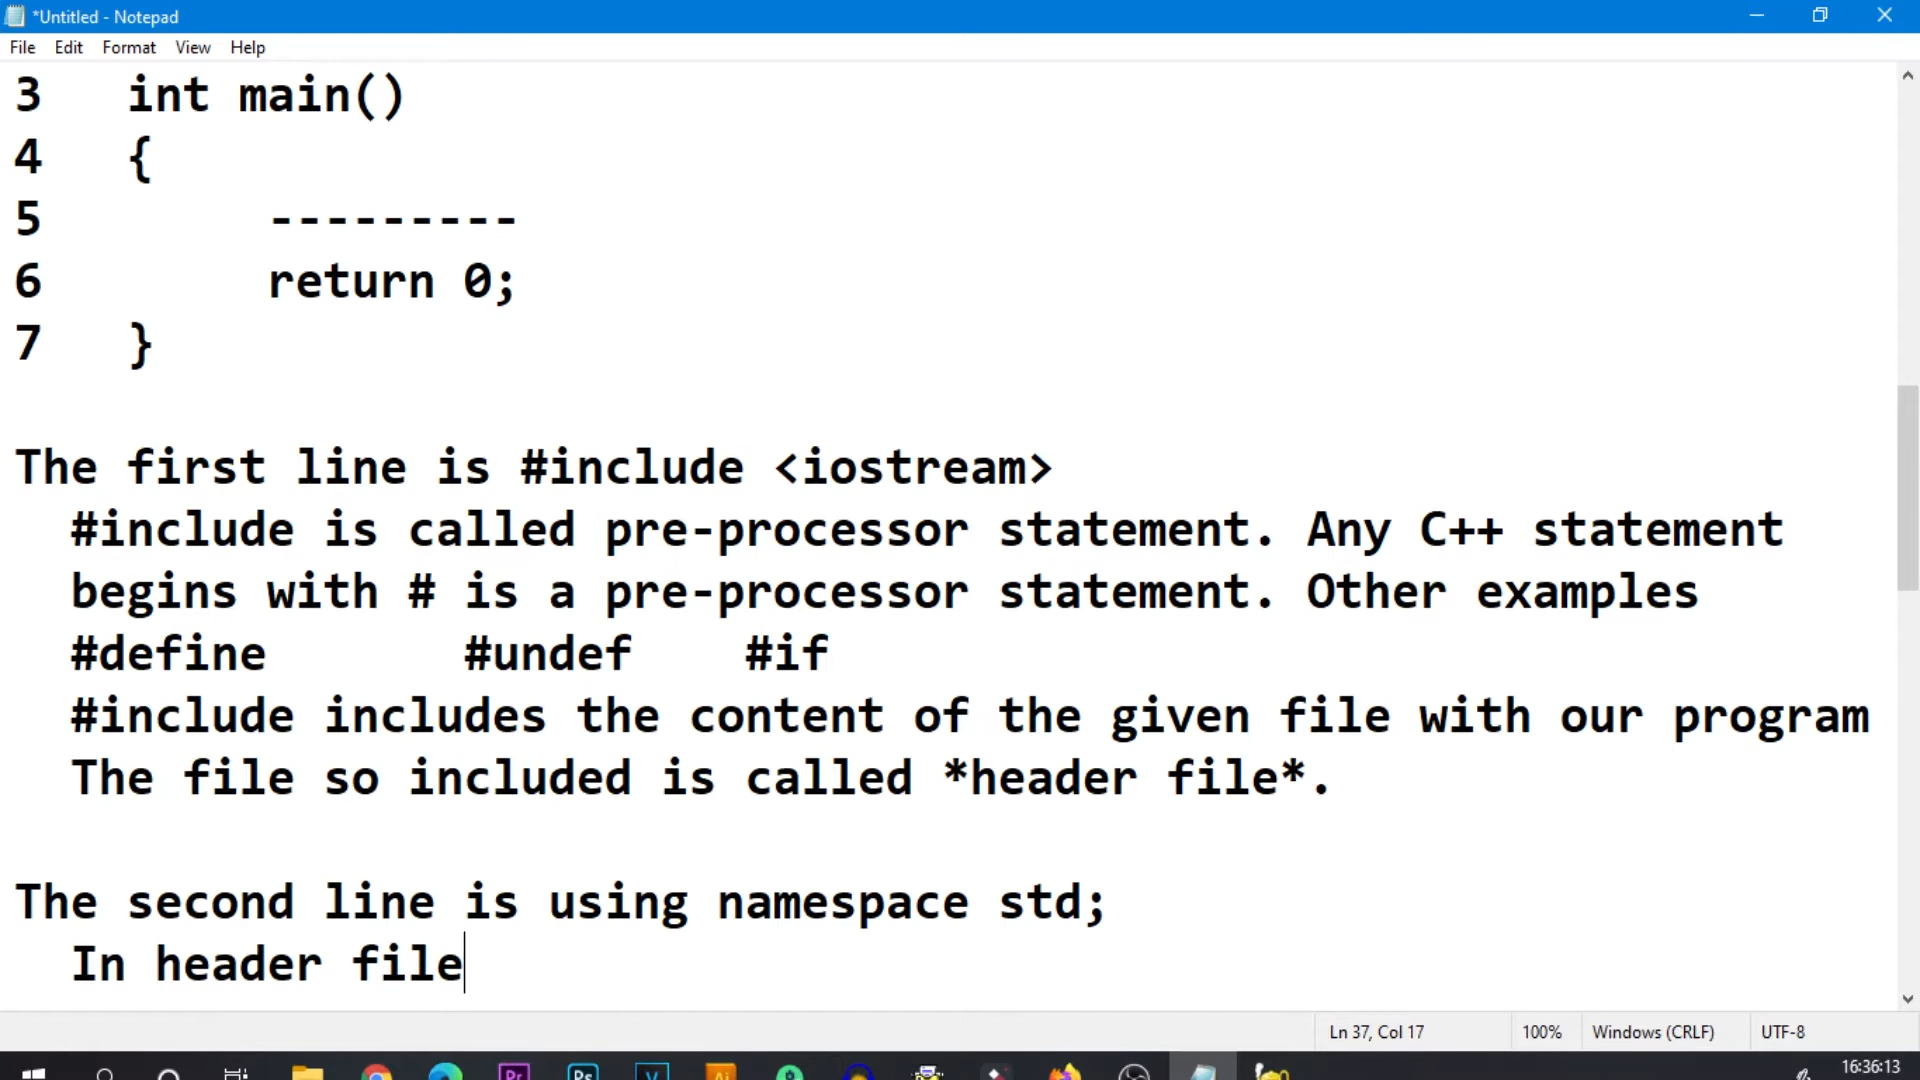 *Untitled - Notepad
File Edit Format View Help
3 int main()
4 {
5 ---------
6 return 0;
7 }
The first line is #include <iostream>
#include is called pre-processor statement. Any C++ statement
begins with # is a pre-processor statement. Other examples
#define #undef #if
#include includes the content of the given file with our program
The file so included is called *header file*.
The second line is using namespace std;
In header file
Ln 37, Col 17 100% Windows (CRLF) UTF-8
Pr Ps V Ai 16:36:13